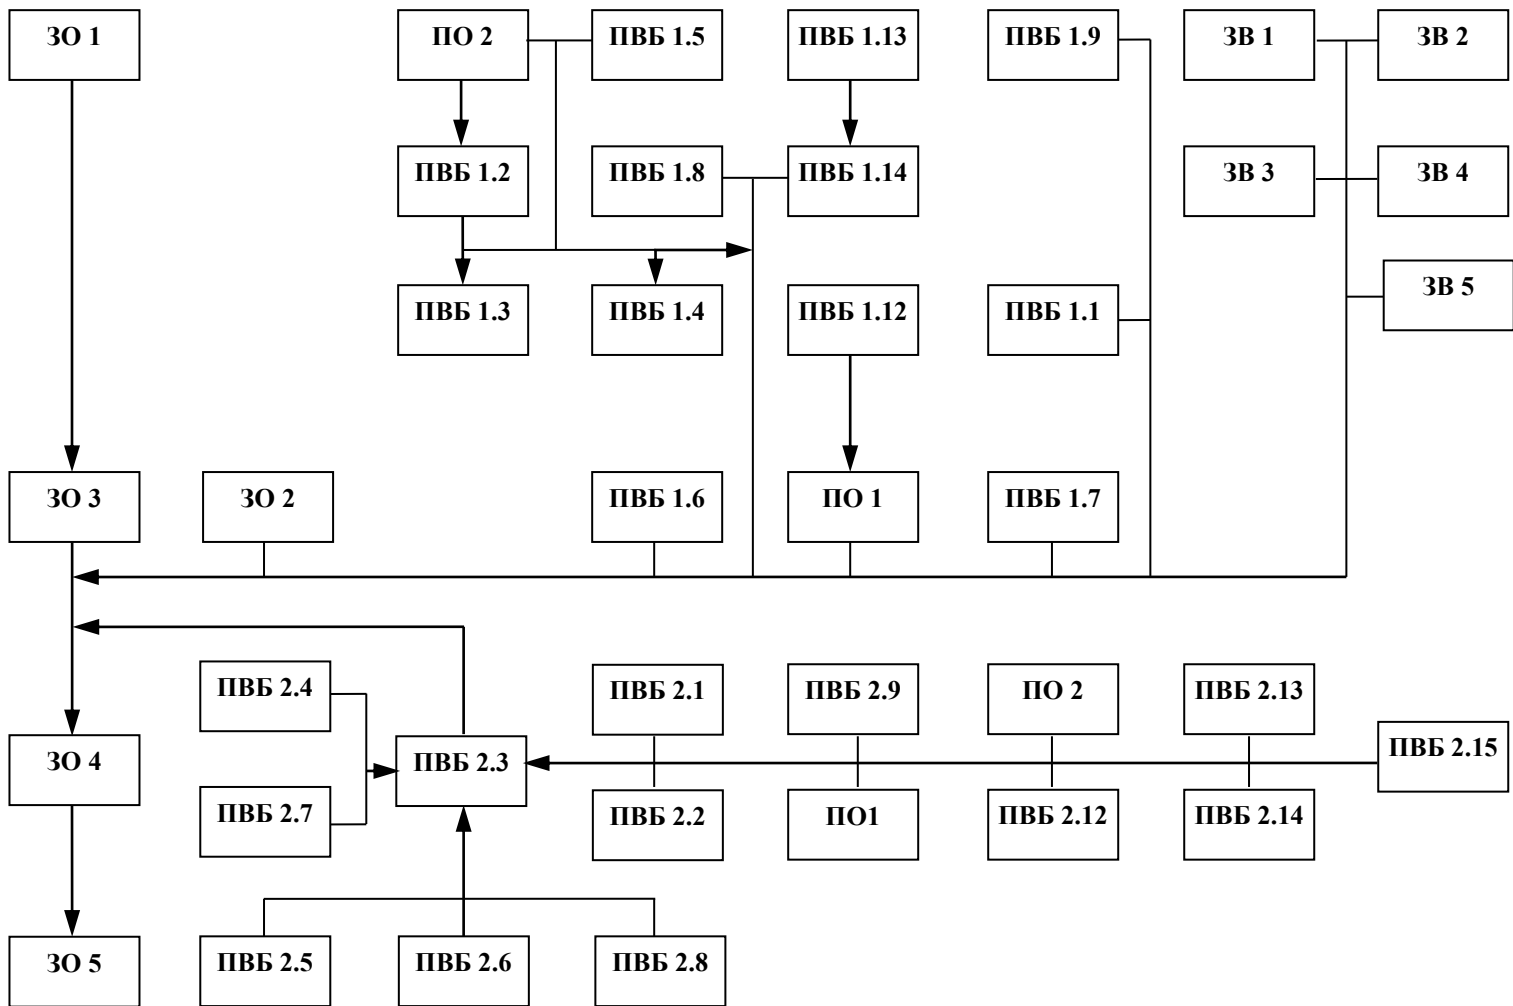 ЗО 1
ПО 2
ПВБ 1.5
ПВБ 1.13
ПВБ 1.9
ЗВ 1
ЗВ 2
ПВБ 1.2
ПВБ 1.8
ПВБ 1.14
ЗВ 3
ЗВ 4
ПВБ 1.3
ПВБ 1.4
ПВБ 1.12
ПВБ 1.1
ЗВ 5
ЗО 3
ЗО 2
ПВБ 1.6
ПО 1
ПВБ 1.7
ПВБ 2.4
ПВБ 2.1
ПВБ 2.9
ПО 2
ПВБ 2.13
ЗО 4
ПВБ 2.3
ПВБ 2.15
ПВБ 2.7
ПВБ 2.2
ПО1
ПВБ 2.12
ПВБ 2.14
ЗО 5
ПВБ 2.5
ПВБ 2.6
ПВБ 2.8